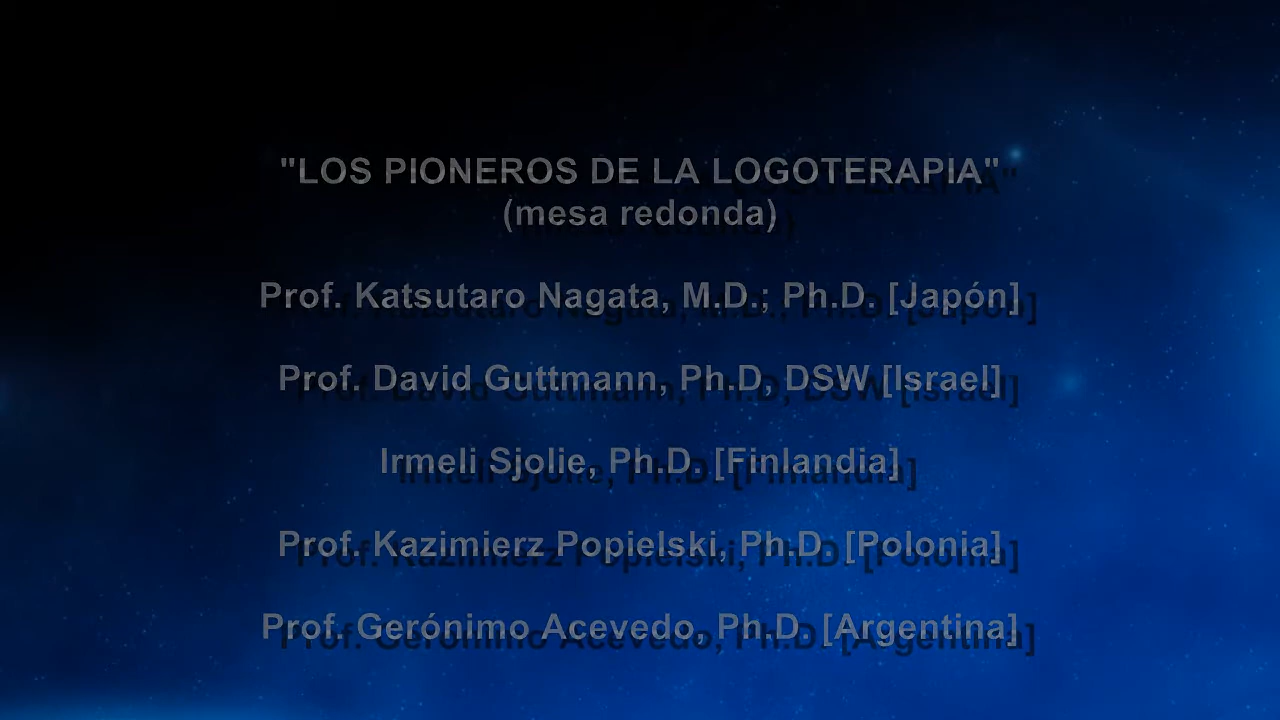 "LOS PIONEROS DE LA LOGOTERAPIA"
(mesa redonda)
Prof. Katsutaro Nagata, M.D.; Ph.D. [Japón]
Prof. David Guttmann, Ph.D, DSW [Israel]
Irmeli Sjolie, Ph.D. [Finlandia]
Prof. Kazimierz Popielski, Ph.D. [Polonia]
Prof. Gerónimo Acevedo, Ph.D. [Argentina]